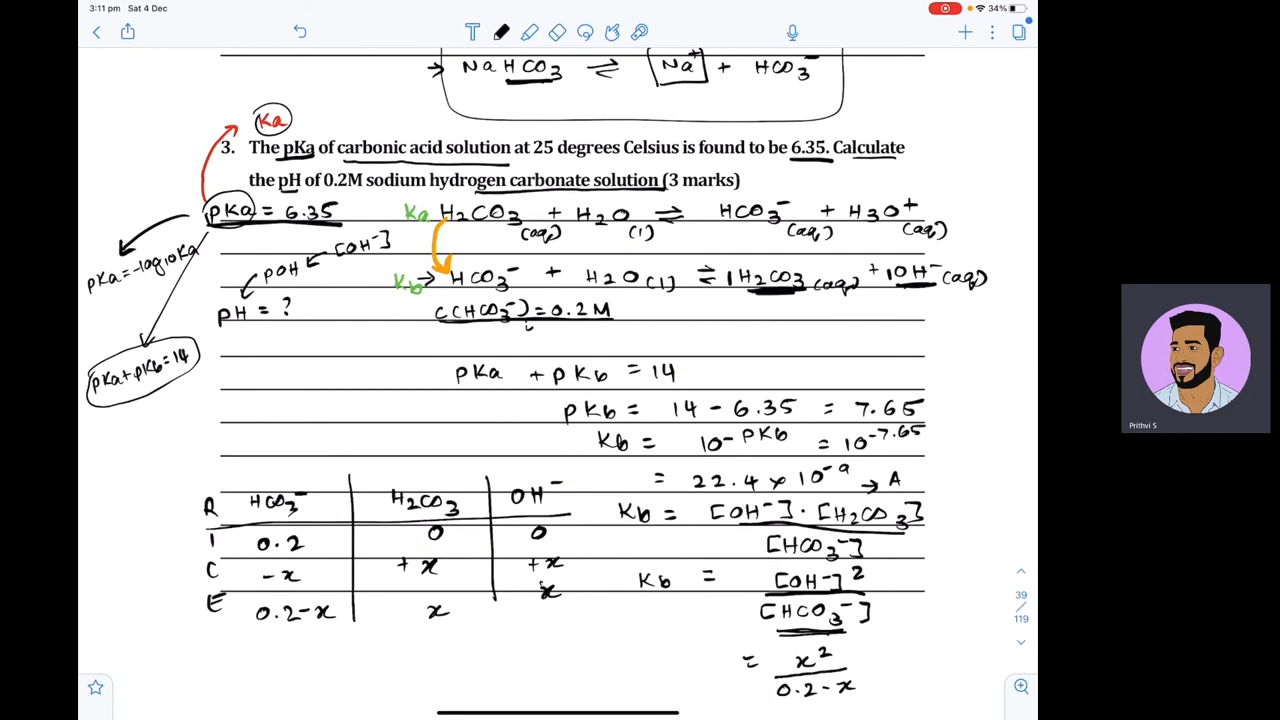 3:11 pm Sat 4 Dec
34%
→ NaHCO3 ⇌ Na+ + HCO3-
Ka
3. The pKa of carbonic acid solution at 25 degrees Celsius is found to be 6.35. Calculate
the pH of 0.2M sodium hydrogen carbonate solution (3 marks)
pKa = 6.35
Ka H2CO3 (aq) + H2O (l) ⇌ HCO3- (aq) + H3O+ (aq)
pKa = -log10Ka
pH = ?
pOH
[OH-]
Kb → HCO3- + H2O (l) ⇌ 1H2CO3 (aq) + 1OH- (aq)
c(HCO3-) = 0.2M
pKa + pKb = 14
pKa + pKb = 14
pKb = 14 - 6.35 = 7.65
Kb = 10-pKb = 10-7.65
= 22.4 × 10-9 → A
R HCO3- H2CO3 OH-
I 0.2 0 0
C -x +x +x
E 0.2-x x x
Kb = [OH-] · [H2CO3]
[HCO3-]
Kb = [OH-]2
[HCO3-]
= x2
0.2 - x
39
/
119
Prithvi S